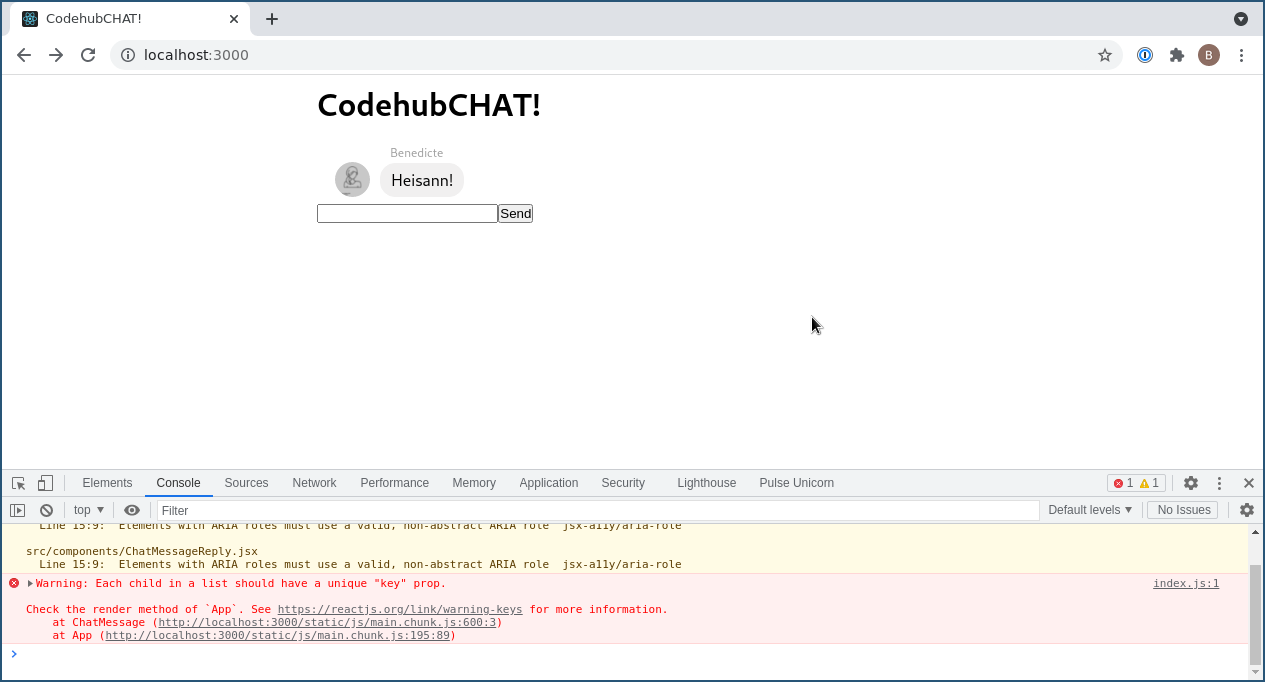 CodehubCHAT!
localhost:3000
B
CodehubCHAT!
Benedicte
Heisann!
Send
Elements Console Sources Network Performance Memory Application Security Lighthouse Pulse Unicorn 1 1
top Filter Default levels No Issues
Line 15:9:  Elements with ARIA roles must use a valid, non-abstract ARIA role  jsx-a11y/aria-role
src/components/ChatMessageReply.jsx
Line 15:9:  Elements with ARIA roles must use a valid, non-abstract ARIA role  jsx-a11y/aria-role
Warning: Each child in a list should have a unique "key" prop. index.js:1
Check the render method of `App`. See https://reactjs.org/link/warning-keys for more information.
at ChatMessage (http://localhost:3000/static/js/main.chunk.js:600:3)
at App (http://localhost:3000/static/js/main.chunk.js:195:89)